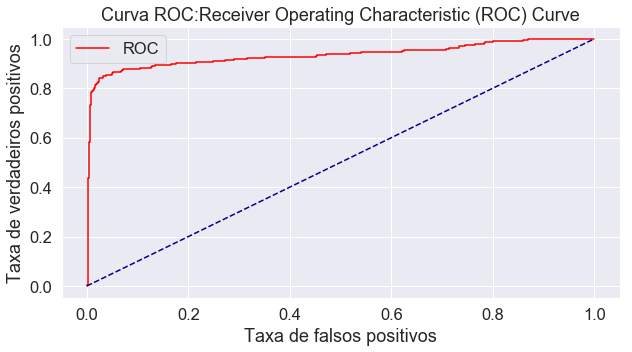 Curva ROC:Receiver Operating Characteristic (ROC) Curve
ROC
1.0
0.8
0.6
0.4
0.2
0.0
Taxa de verdadeiros positivos
0.0 0.2 0.4 0.6 0.8 1.0
Taxa de falsos positivos